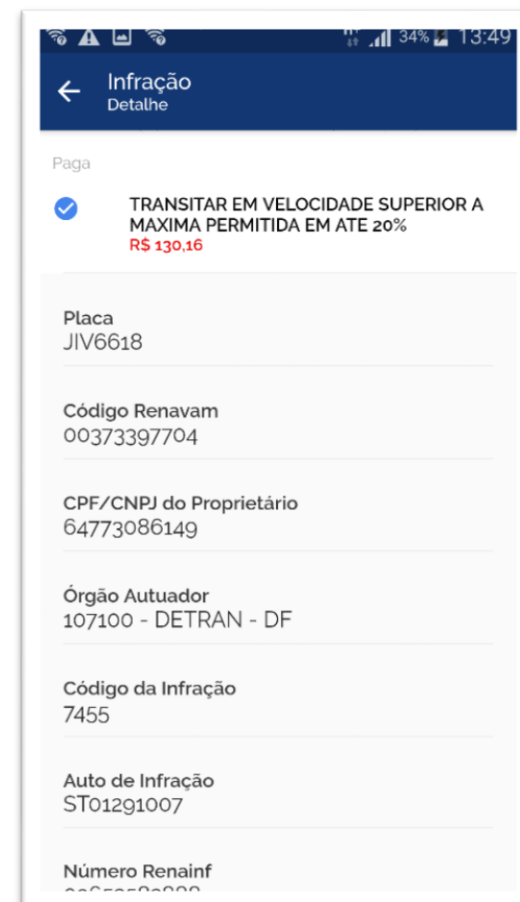 34% 13:49
Infração
Detalhe
Paga
TRANSITAR EM VELOCIDADE SUPERIOR A
MAXIMA PERMITIDA EM ATE 20%
R$ 130,16
Placa
JIV6618
Código Renavam
00373397704
CPF/CNPJ do Proprietário
64773086149
Órgão Autuador
107100 - DETRAN - DF
Código da Infração
7455
Auto de Infração
ST01291007
Número Renainf